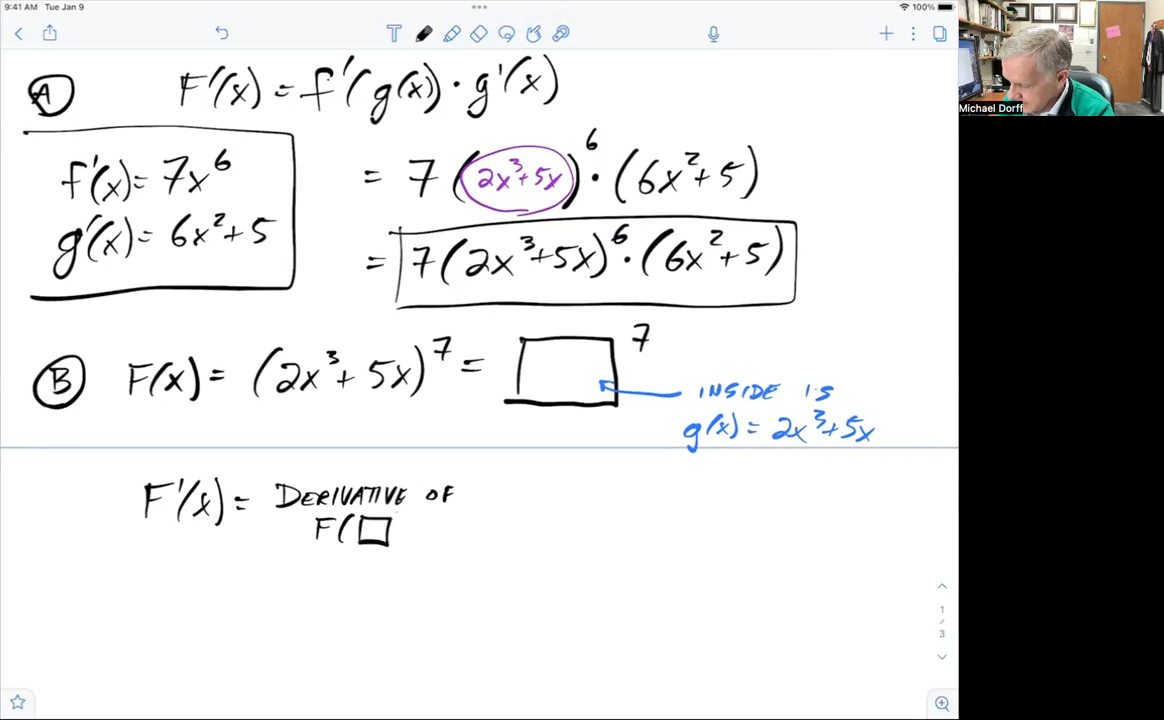 9:41 AM Tue Jan 9
100%
Michael Dorff
A F'(x) = f'(g(x) · g'(x)
f'(x) = 7x^6
g'(x) = 6x^2 + 5
= 7(2x^3+5x)^6 · (6x^2+5)
= 7(2x^3+5x)^6 · (6x^2+5)
B F(x) = (2x^3 + 5x)^7 = □^7
INSIDE IS
g(x) = 2x^3+5x
F'(x) = DERIVATIVE OF
F(□
1
/
3